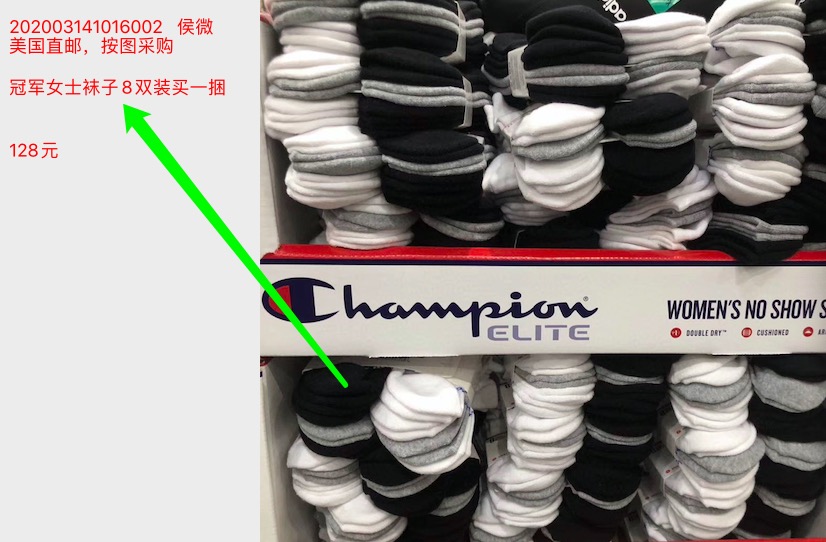 202003141016002 侯微
美国直邮，按图采购
冠军女士袜子8双装买一捆
128元
Champion®
ELITE
WOMEN'S NO SHOW S
DOUBLE DRY™ CUSHIONED AR